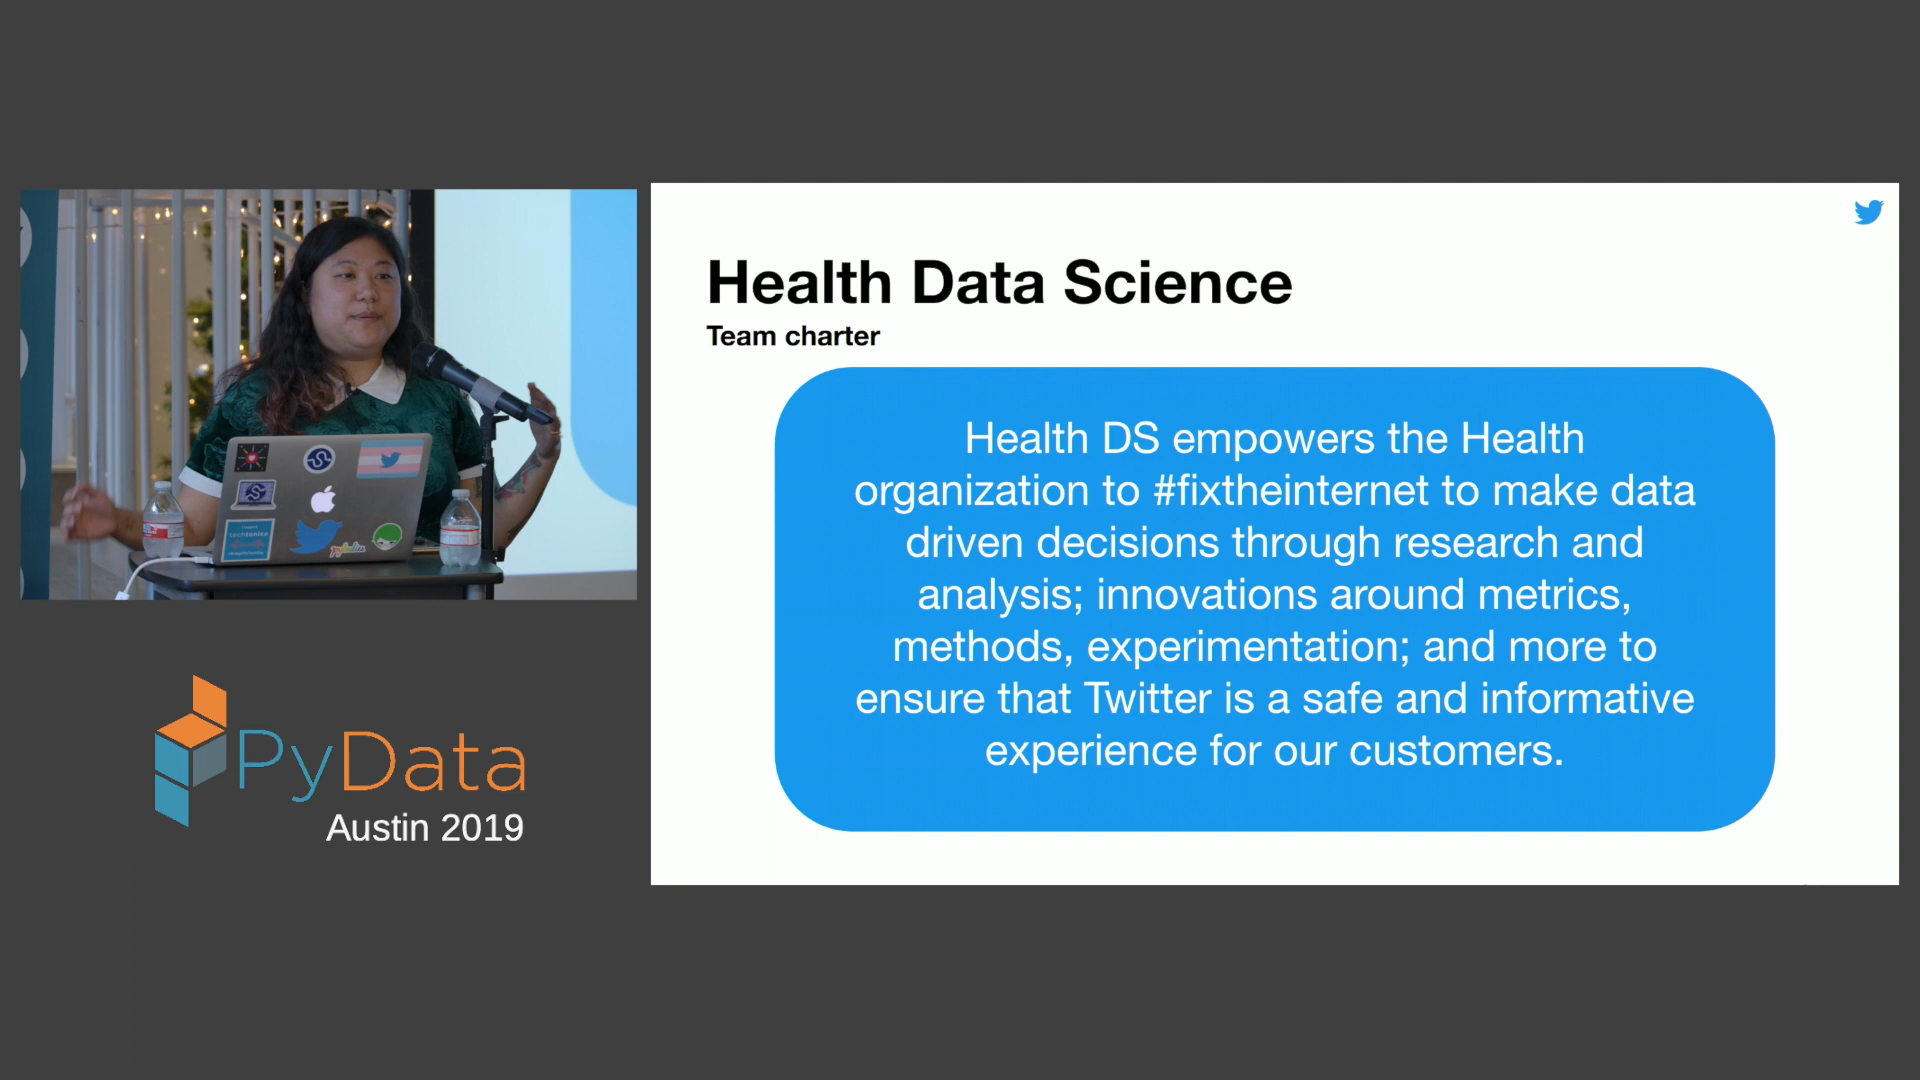 Health Data Science
Team charter
Health DS empowers the Health
organization to #fixtheinternet to make data
driven decisions through research and
analysis; innovations around metrics,
methods, experimentation; and more to
ensure that Twitter is a safe and informative
experience for our customers.
techtonica
PyData
Austin 2019